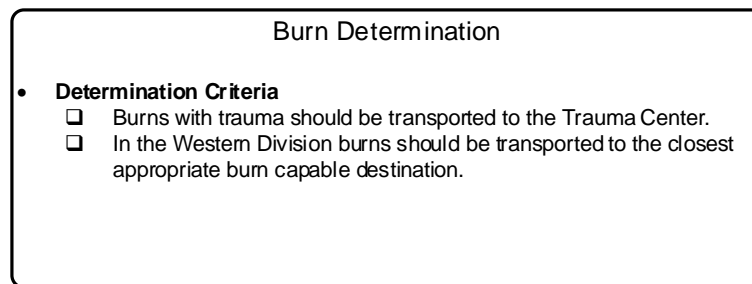 Burn Determination
• Determination Criteria
❑ Burns with trauma should be transported to the Trauma Center.
❑ In the Western Division burns should be transported to the closest
appropriate burn capable destination.